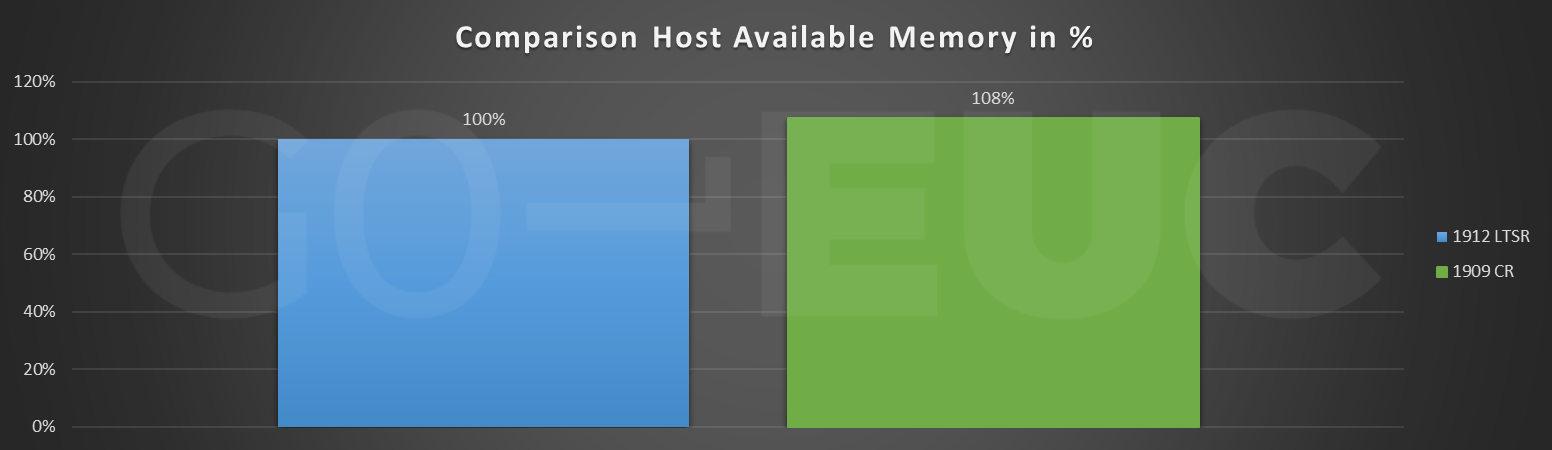 Comparison Host Available Memory in %
120%
108%
100%
100%
80%
60%
40%
20%
0%
1912 LTSR
1909 CR
GO-EUC